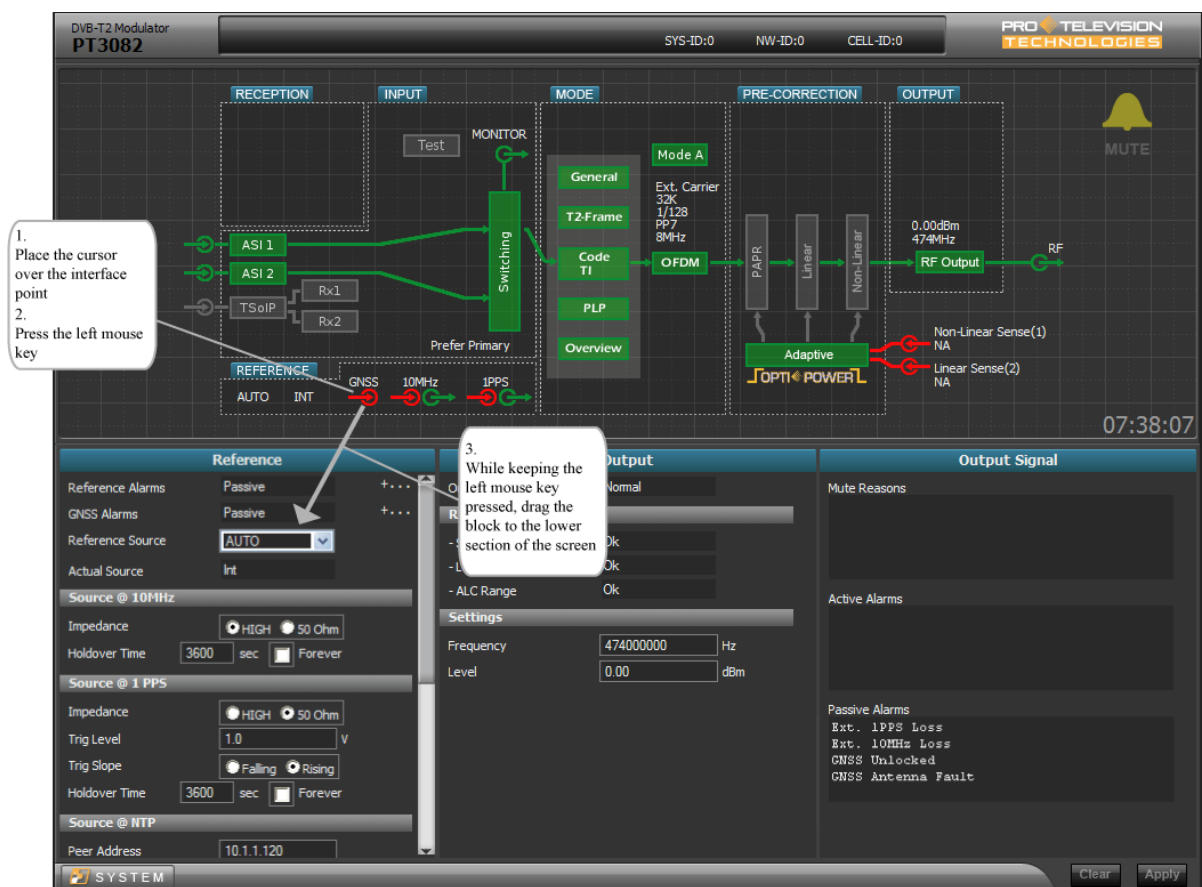 DVB-T2 Modulator
PT3082
SYS-ID:0 NW-ID:0 CELL-ID:0
PRO TELEVISION
TECHNOLOGIES
RECEPTION INPUT MODE PRE-CORRECTION OUTPUT
MUTE
Test
MONITOR
Mode A
General
Ext. Carrier
32K
1/128
PP7
8MHz
T2-Frame
Code
TI
OFDM
PLP
Overview
Switching
ASI 1
ASI 2
TSoIP
Rx1
Rx2
Prefer Primary
PAPR
Linear
Non-Linear
0.00dBm
474MHz
RF Output
RF
Non-Linear Sense(1)
NA
Linear Sense(2)
NA
Adaptive
OPTI POWER
REFERENCE
AUTO INT
GNSS 10MHz 1PPS
07:38:07
1.
Place the cursor
over the interface
point
2.
Press the left mouse
key
3.
While keeping the
left mouse key
pressed, drag the
block to the lower
section of the screen
Reference
Reference Alarms Passive +...
GNSS Alarms Passive +...
Reference Source AUTO
Actual Source Int
Source @ 10MHz
Impedance HIGH 50 Ohm
Holdover Time 3600 sec Forever
Source @ 1 PPS
Impedance HIGH 50 Ohm
Trig Level 1.0 V
Trig Slope Falling Rising
Holdover Time 3600 sec Forever
Source @ NTP
Peer Address 10.1.1.120
Output
Normal
Ok
Ok
- ALC Range Ok
Settings
Frequency 474000000 Hz
Level 0.00 dBm
Output Signal
Mute Reasons
Active Alarms
Passive Alarms
Ext. 1PPS Loss
Ext. 10MHz Loss
GNSS Unlocked
GNSS Antenna Fault
SYSTEM
Clear Apply